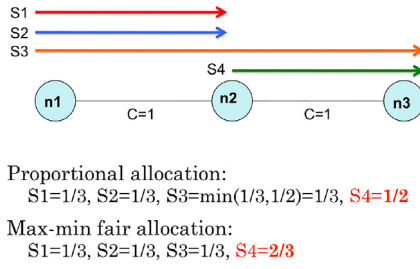 S1
S2
S3
S4
n1 n2 n3
C=1 C=1
Proportional allocation:
S1=1/3, S2=1/3, S3=min(1/3,1/2)=1/3, S4=1/2
Max-min fair allocation:
S1=1/3, S2=1/3, S3=1/3, S4=2/3